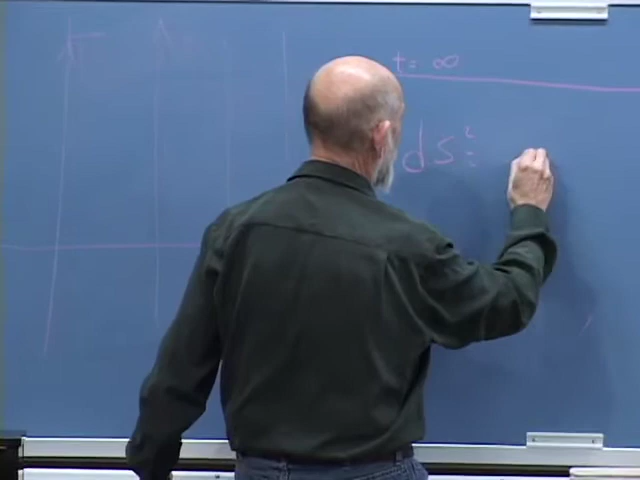 t = ∞
ds² =